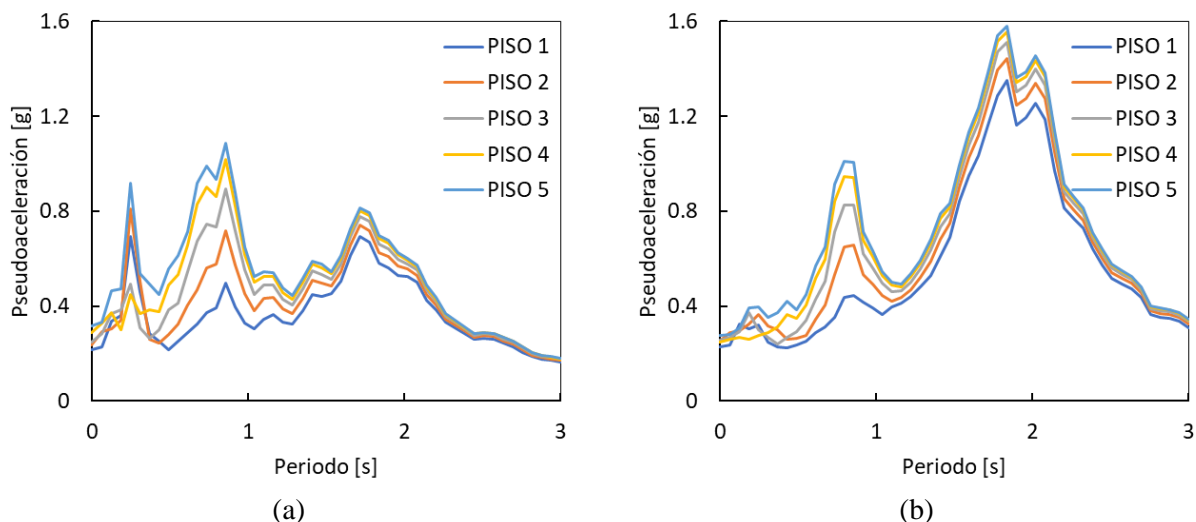 1.6
1.2
0.8
0.4
0
0
1
2
3
Pseudoaceleración [g]
Periodo [s]
PISO 1
PISO 2
PISO 3
PISO 4
PISO 5
(a)
1.6
1.2
0.8
0.4
0
0
1
2
3
Pseudoaceleración [g]
Periodo [s]
PISO 1
PISO 2
PISO 3
PISO 4
PISO 5
(b)